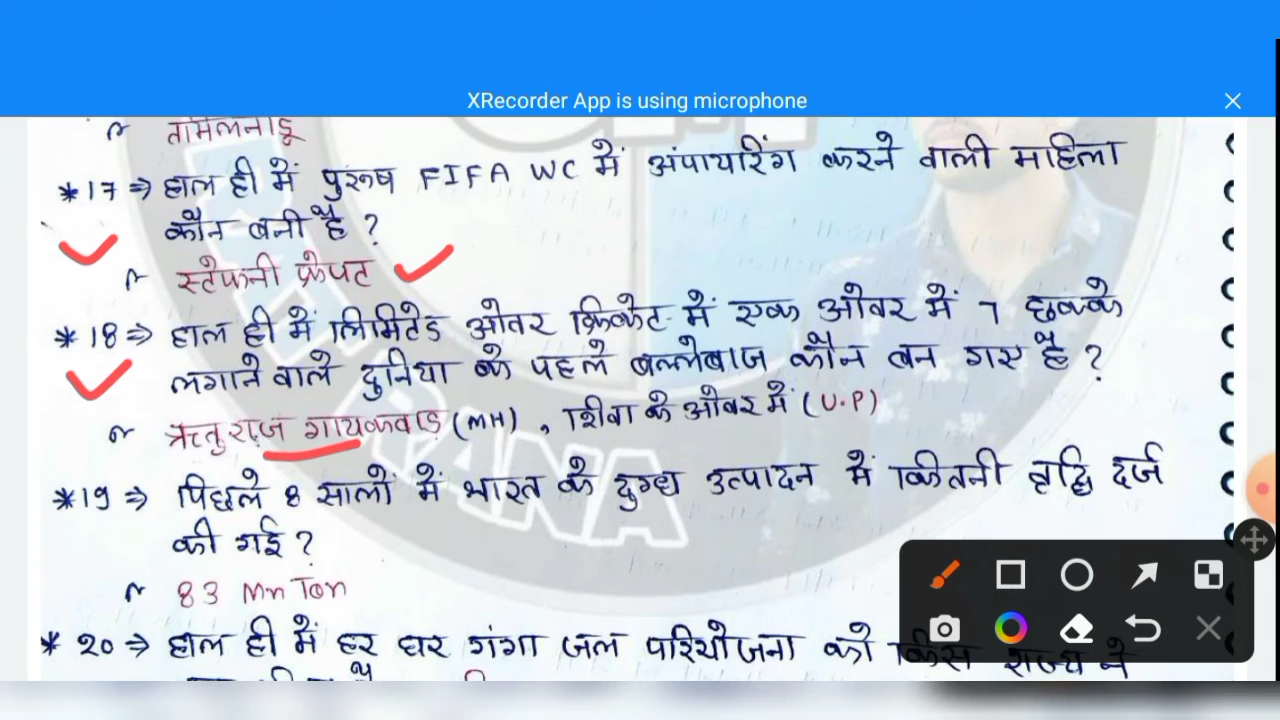 XRecorder App is using microphone
तामिलनाडू
*17 ⇒ हाल ही में पुरुष FIFA WC में अंपायरिंग करने वाली महिला
कौन बनी है ?
स्टेफनी फ्रेपट
*18 ⇒ हाल ही में लिमिटेड ओवर क्रिकेट में एक ओवर में 7 छक्के
लगाने वाले दुनिया के पहले बल्लेबाज कौन बन गए है ?
ऋतुराज गायकवाड़ (MH) , शिवा के ओवर में (U.P)
*19 ⇒ पिछले 8 सालों में भारत के दुग्ध उत्पादन में कितनी वृद्धि दर्ज
की गई ?
83 Mn Ton
* 20 ⇒ हाल ही में हर घर गंगा जल परियोजना को किस राज्य ने
RANA